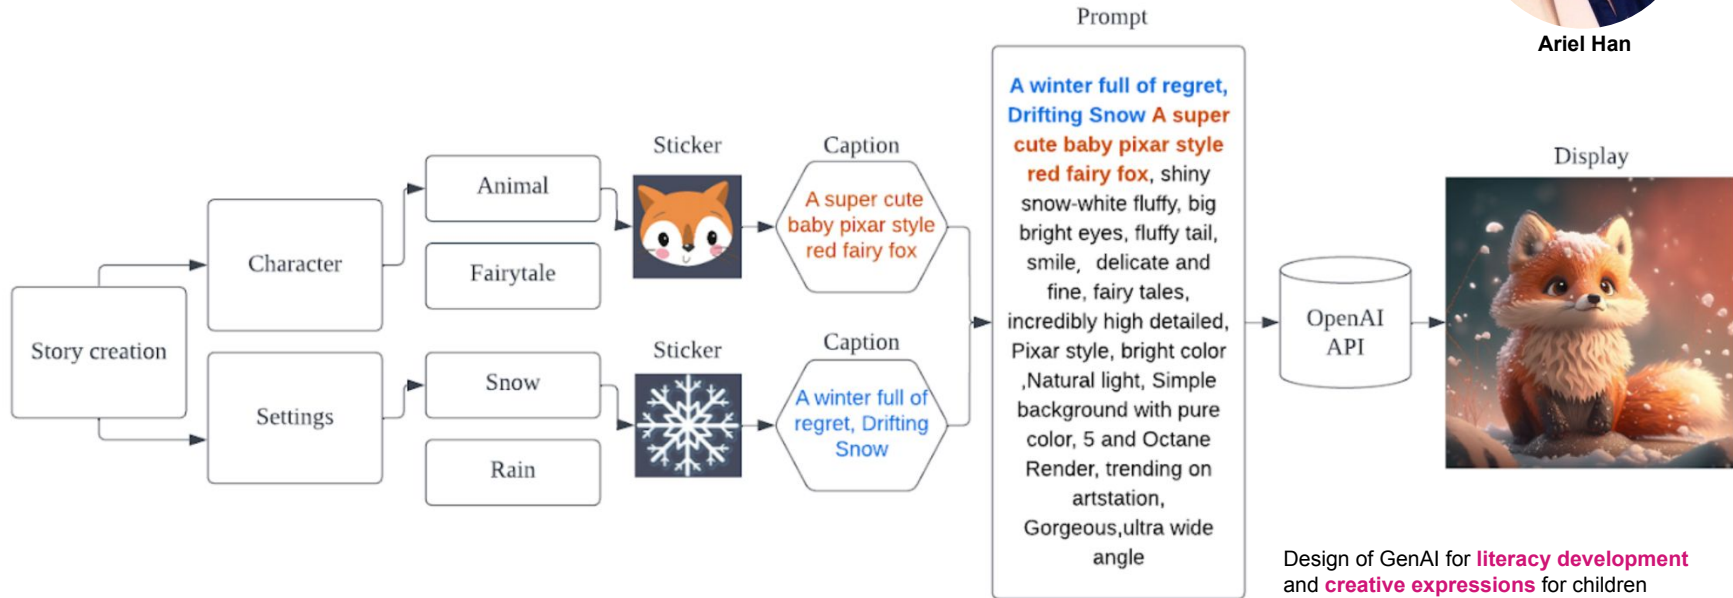 Prompt
Ariel Han
Story creation
Character
Settings
Animal
Fairytale
Snow
Rain
Sticker
Sticker
Caption
A super cute
baby pixar style
red fairy fox
Caption
A winter full of
regret, Drifting
Snow
A winter full of regret,
Drifting Snow A super
cute baby pixar style
red fairy fox, shiny
snow-white fluffy, big
bright eyes, fluffy tail,
smile,  delicate and
fine, fairy tales,
incredibly high detailed,
Pixar style, bright color
,Natural light, Simple
background with pure
color, 5 and Octane
Render, trending on
artstation,
Gorgeous,ultra wide
angle
OpenAI
API
Display
Design of GenAI for literacy development
and creative expressions for children